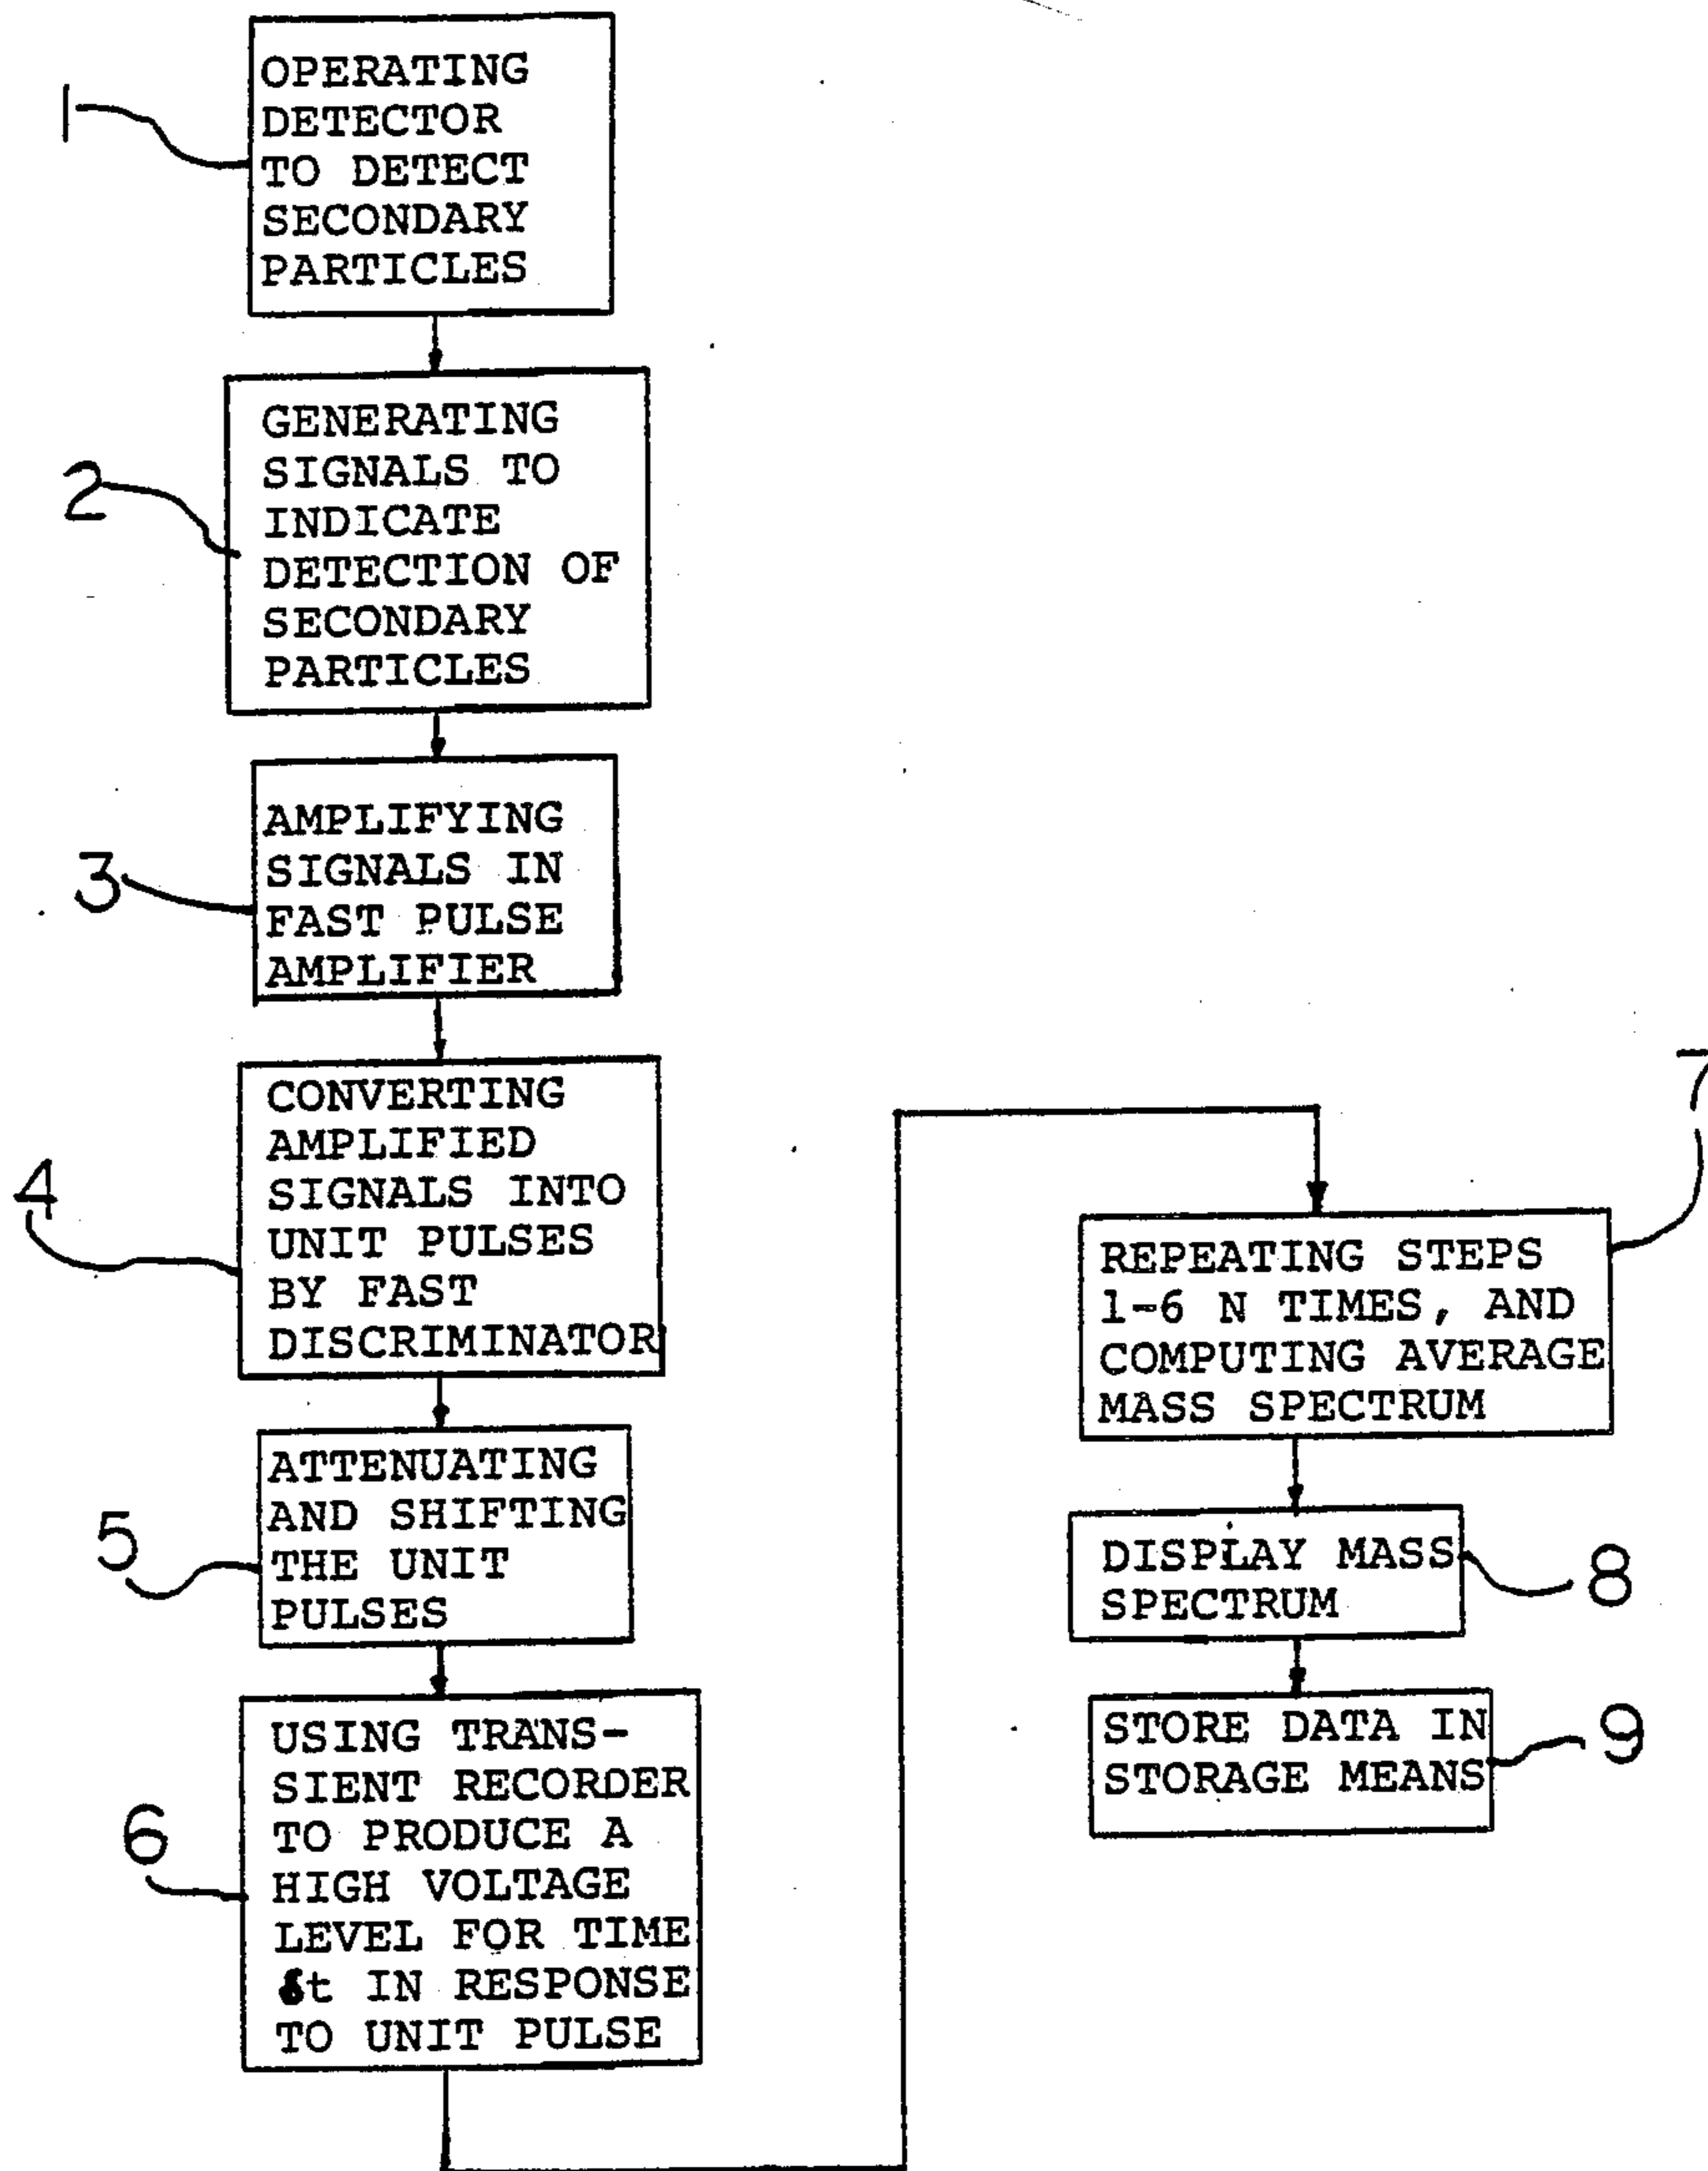 1
OPERATING
DETECTOR
TO DETECT
SECONDARY
PARTICLES
2
GENERATING
SIGNALS TO
INDICATE
DETECTION OF
SECONDARY
PARTICLES
3
AMPLIFYING
SIGNALS IN
FAST PULSE
AMPLIFIER
4
CONVERTING
AMPLIFIED
SIGNALS INTO
UNIT PULSES
BY FAST
DISCRIMINATOR
5
ATTENUATING
AND SHIFTING
THE UNIT
PULSES
6
USING TRANS-
SIENT RECORDER
TO PRODUCE A
HIGH VOLTAGE
LEVEL FOR TIME
δt IN RESPONSE
TO UNIT PULSE
7
REPEATING STEPS
1-6 N TIMES, AND
COMPUTING AVERAGE
MASS SPECTRUM
8
DISPLAY MASS
SPECTRUM
9
STORE DATA IN
STORAGE MEANS